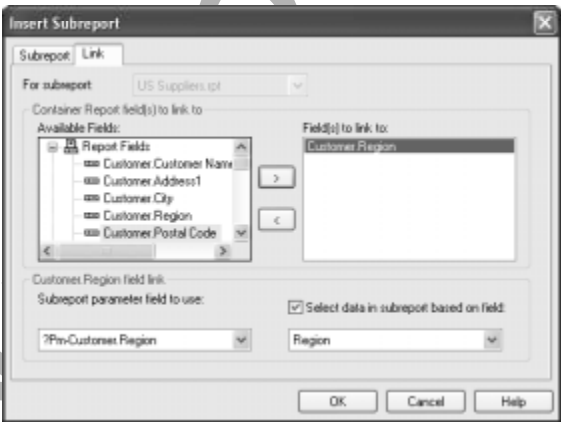 Insert Subreport
Subreport Link
For subreport US Suppliers.rpt
Container Report field(s) to link to
Available Fields: Field(s) to link to:
Report Fields Customer.Region
Customer.Customer Name
Customer.Address1
Customer.City
Customer.Region
Customer.Postal Code
>
<
Customer.Region field link
Subreport parameter field to use: Select data in subreport based on field:
?Pm-Customer.Region Region
OK Cancel Help